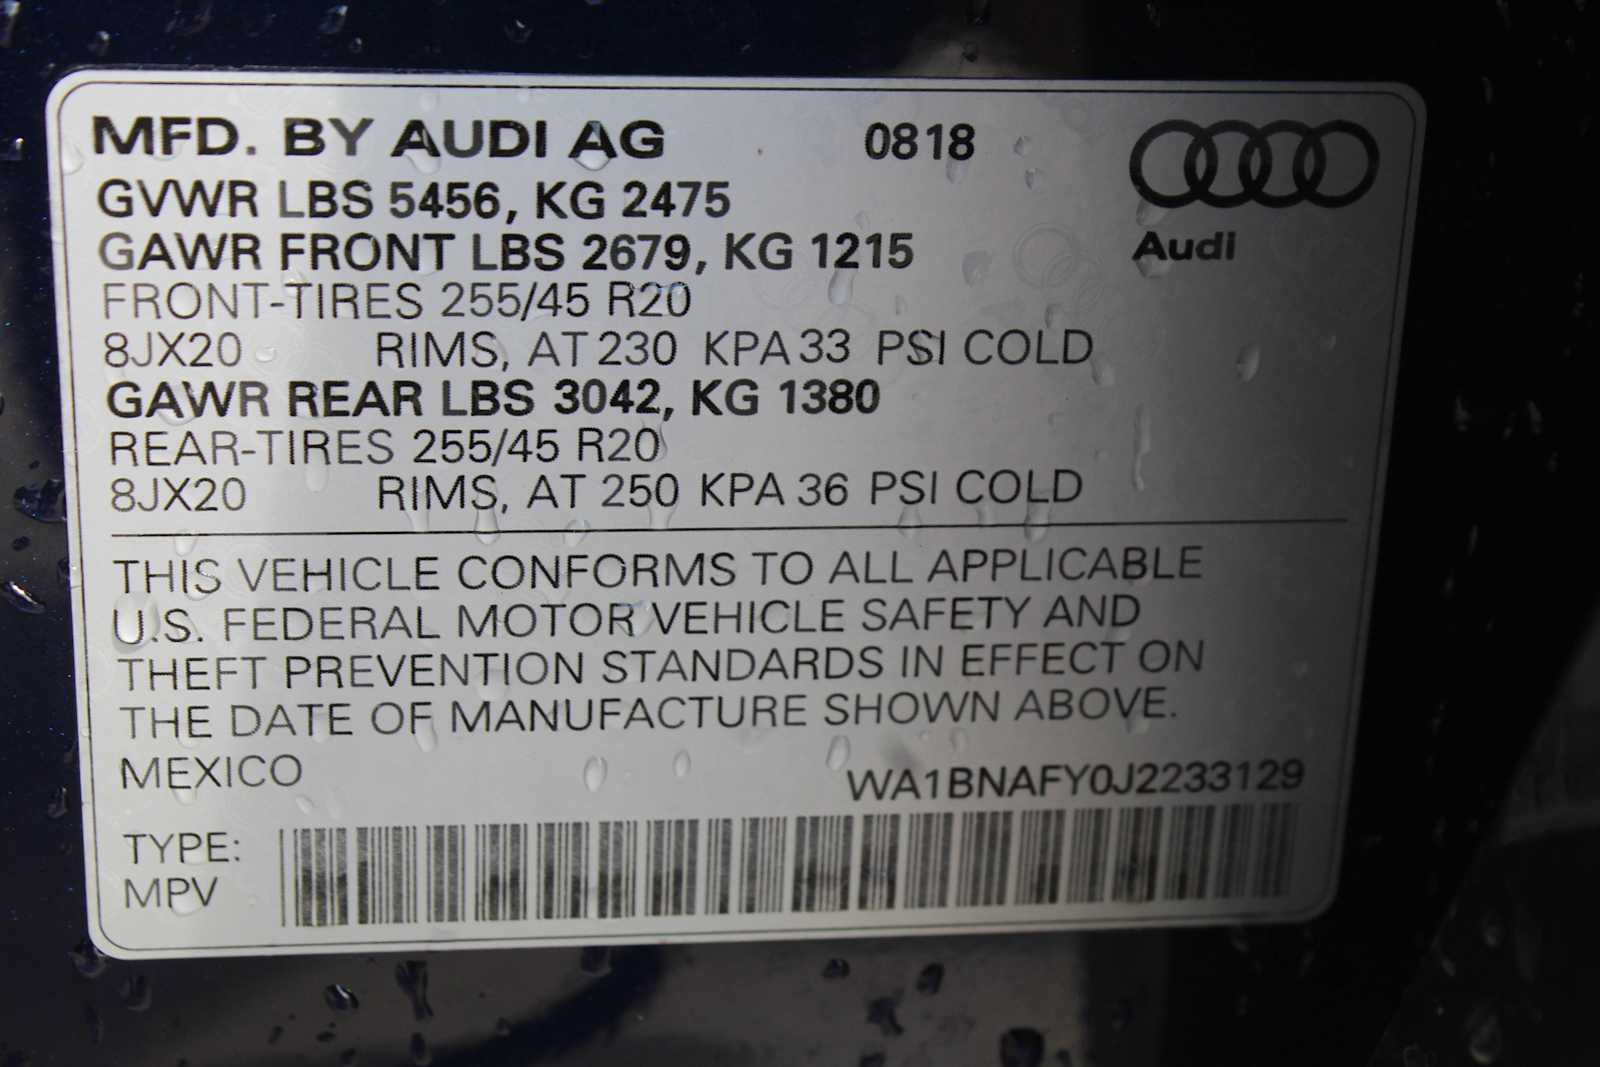 MFD. BY AUDI AG 0818
GVWR LBS 5456, KG 2475
GAWR FRONT LBS 2679, KG 1215
Audi
FRONT-TIRES 255/45 R20
8JX20 RIMS, AT 230 KPA 33 PSI COLD
GAWR REAR LBS 3042, KG 1380
REAR-TIRES 255/45 R20
8JX20 RIMS, AT 250 KPA 36 PSI COLD
THIS VEHICLE CONFORMS TO ALL APPLICABLE
U.S. FEDERAL MOTOR VEHICLE SAFETY AND
THEFT PREVENTION STANDARDS IN EFFECT ON
THE DATE OF MANUFACTURE SHOWN ABOVE.
MEXICO WA1BNAFY0J2233129
TYPE:
MPV